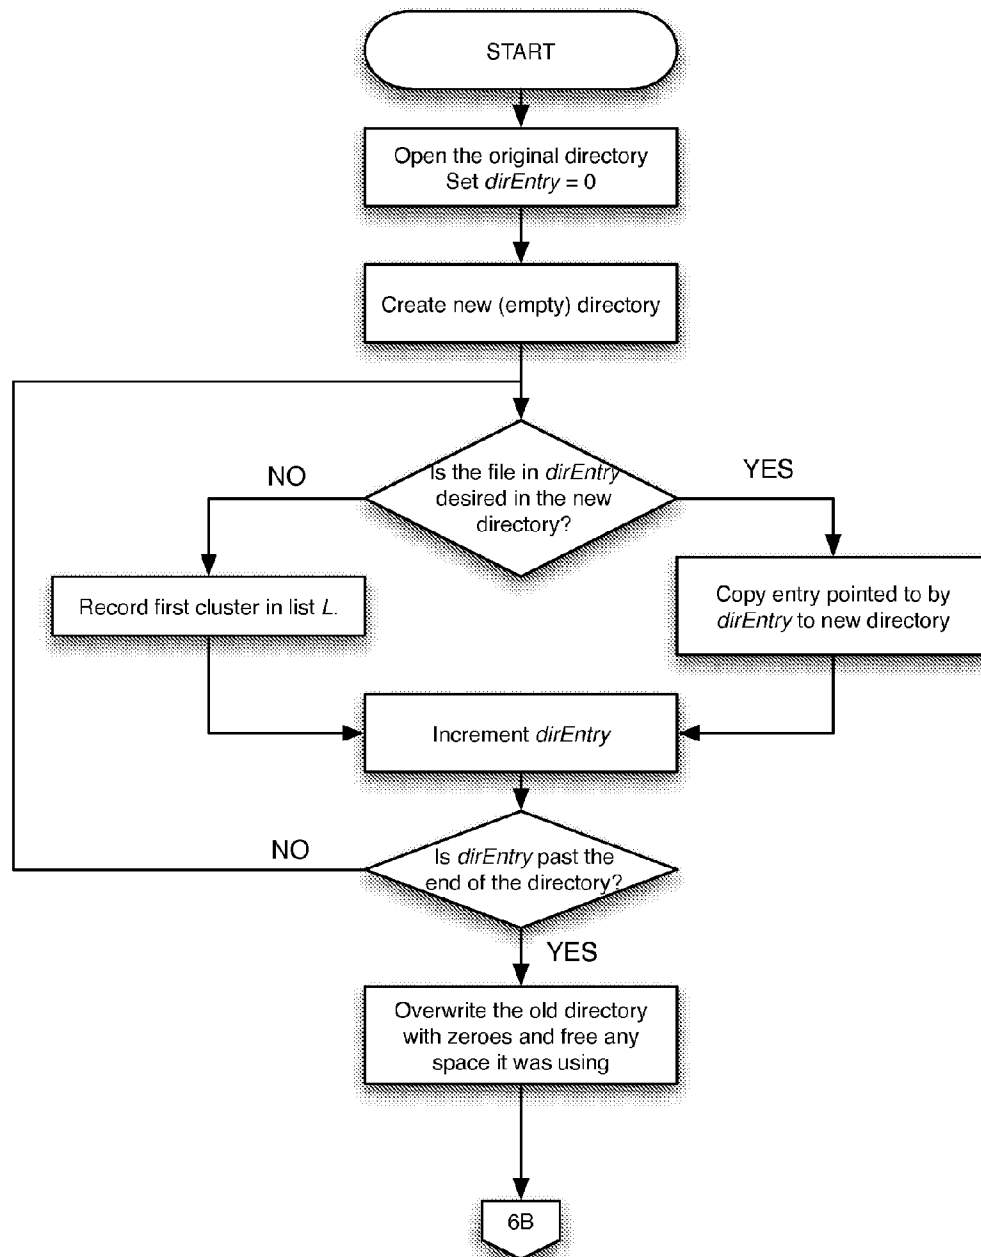 START
Open the original directory
Set dirEntry = 0
Create new (empty) directory
Is the file in dirEntry
desired in the new
directory?
NO
YES
Record first cluster in list L.
Copy entry pointed to by
dirEntry to new directory
Increment dirEntry
Is dirEntry past the
end of the directory?
NO
YES
Overwrite the old directory
with zeroes and free any
space it was using
6B